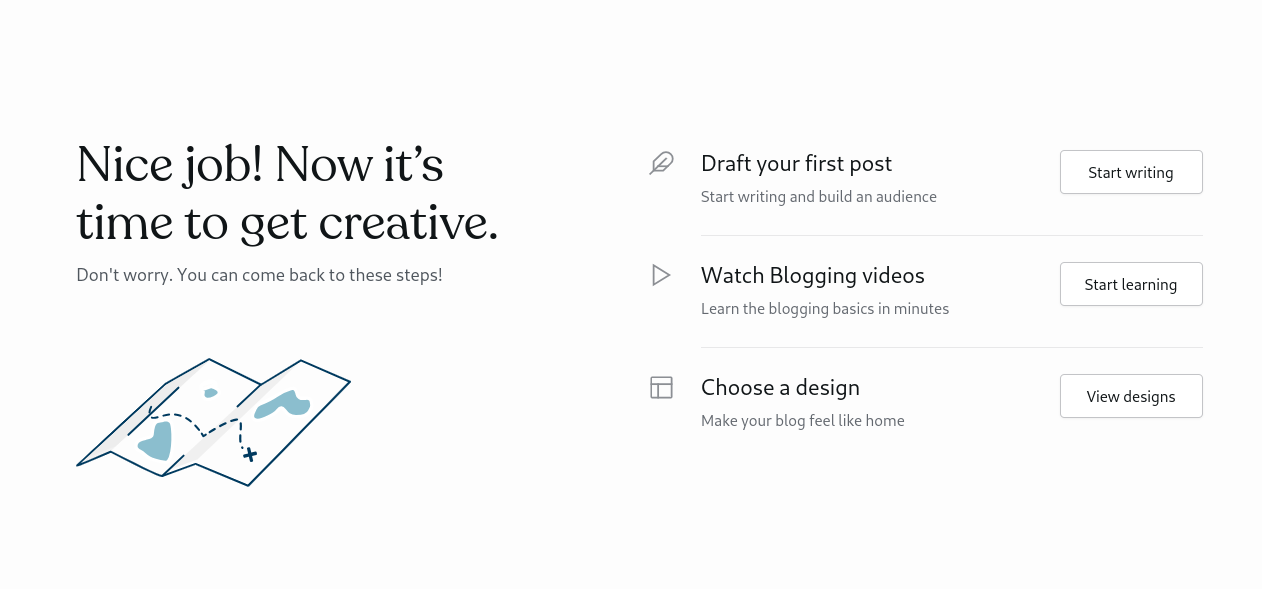 Nice job! Now it’s
time to get creative.
Don't worry. You can come back to these steps!
Draft your first post
Start writing and build an audience
Start writing
Watch Blogging videos
Learn the blogging basics in minutes
Start learning
Choose a design
Make your blog feel like home
View designs